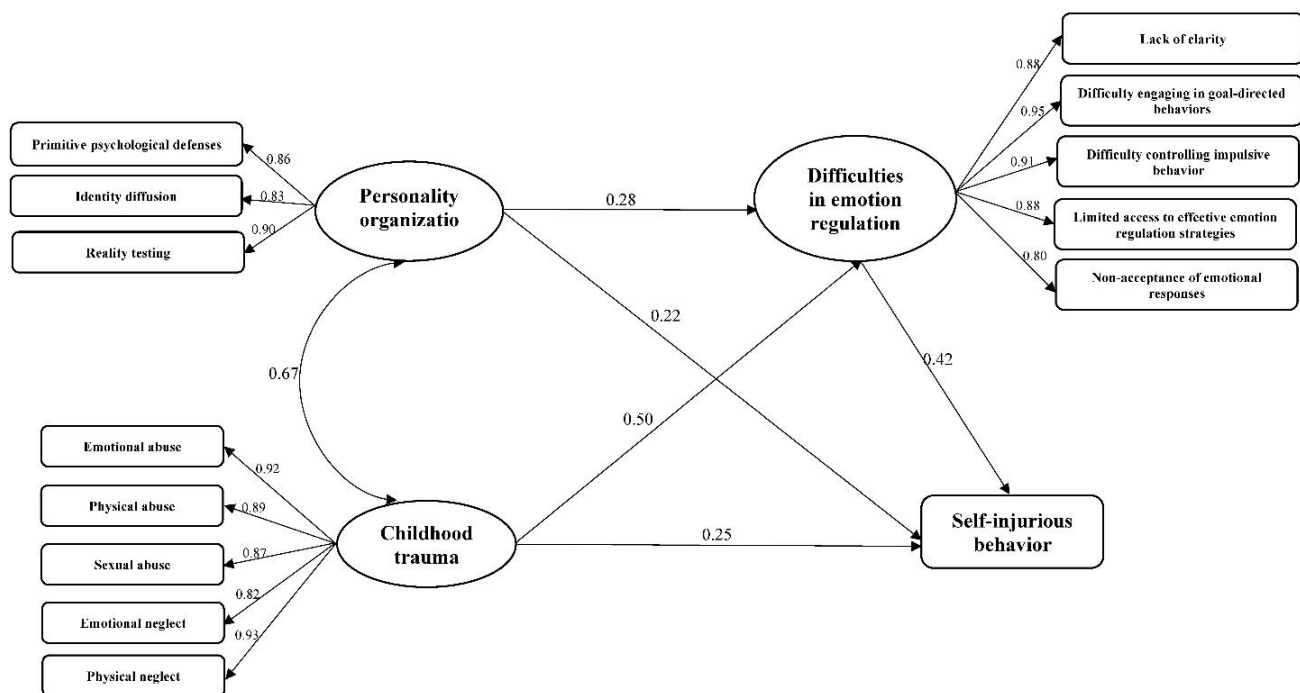 Lack of clarity
0.88
Difficulty engaging in goal-directed
behaviors
0.95
Difficulty controlling impulsive
behavior
0.91
Limited access to effective emotion
regulation strategies
0.88
Non-acceptance of emotional
responses
0.80
Primitive psychological defenses
0.86
Identity diffusion
0.83
Reality testing
0.90
Personality
organizatio
Difficulties
in emotion
regulation
0.28
0.22
0.67
0.50
0.42
Emotional abuse
0.92
Physical abuse
0.89
Sexual abuse
0.87
Emotional neglect
0.82
Physical neglect
0.93
Childhood
trauma
0.25
Self-injurious
behavior